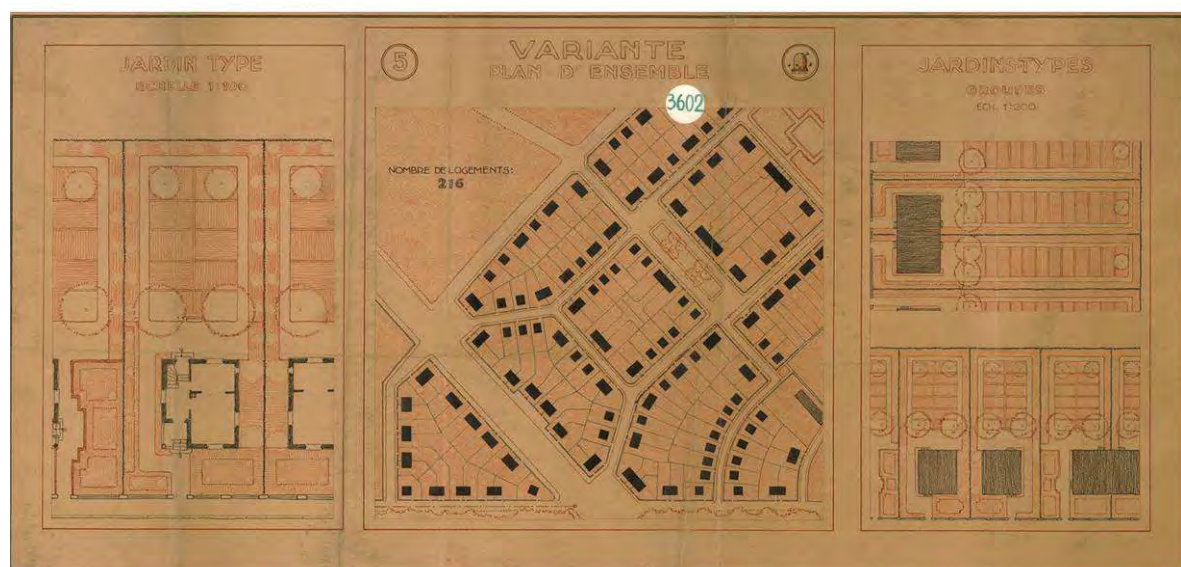 JARDIN TYPE
ECHELLE 1:100
5
VARIANTE
PLAN D'ENSEMBLE
3602
NOMBRE DE LOGEMENTS:
216
JARDINS-TYPES
GROUPES
ECH. 1:200